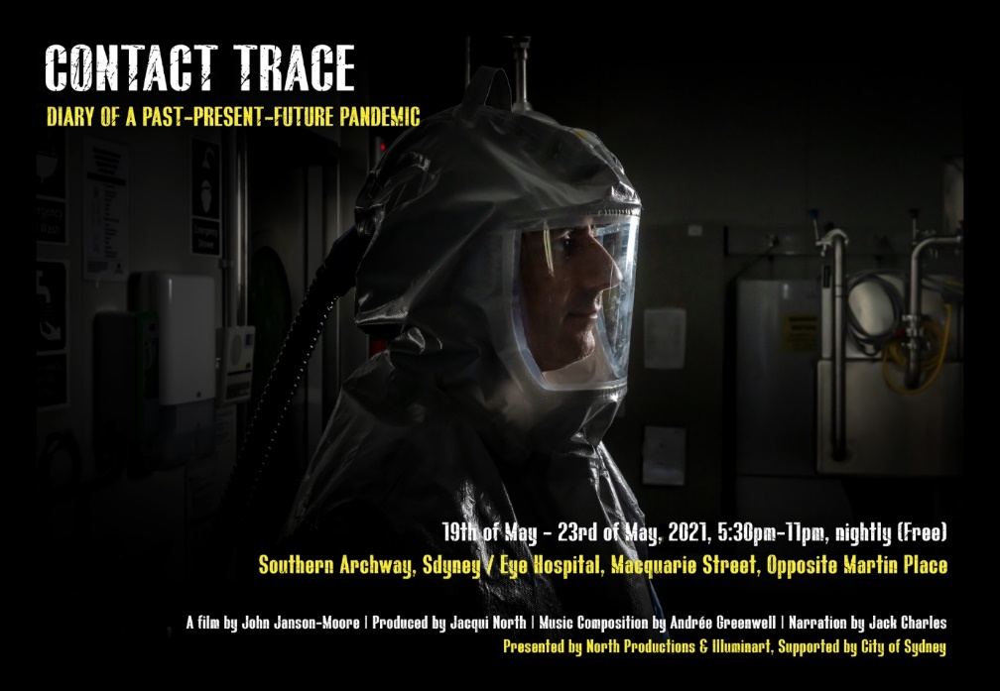 CONTACT TRACE
DIARY OF A PAST-PRESENT-FUTURE PANDEMIC
Emergency
Shower
19th of May - 23rd of May, 2021, 5:30pm-11pm, nightly (Free)
Southern Archway, Sdyney / Eye Hospital, Macquarie Street, Opposite Martin Place
A film by John Janson-Moore | Produced by Jacqui North | Music Composition by Andrée Greenwell | Narration by Jack Charles
Presented by North Productions & Illuminart, Supported by City of Sydney